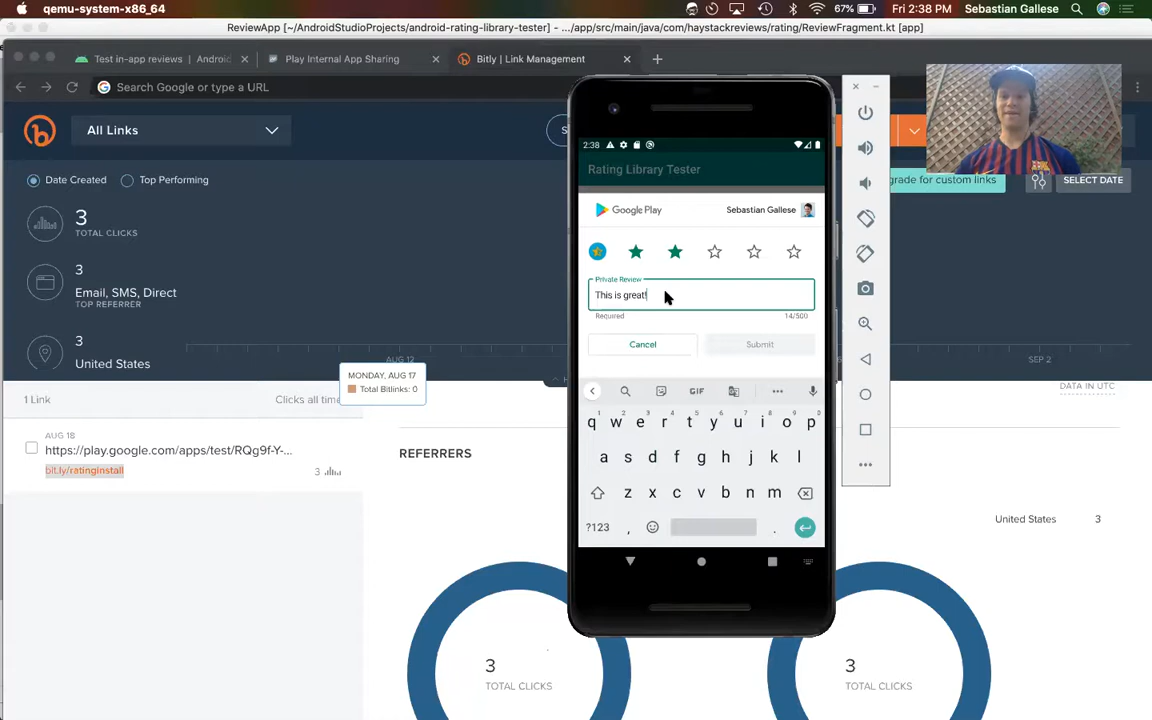 qemu-system-x86_64
67%
Fri 2:38 PM
Sebastian Gallese
ReviewApp [~/AndroidStudioProjects/android-rating-library-tester] – .../app/src/main/java/haystackreviews/rating/ReviewFragment.kt [app]
Test in-app reviews | Android
Play Internal App Sharing
Bitly | Link Management
Search Google or type a URL
All Links
Date Created
Top Performing
grade for custom links
SELECT DATE
3
TOTAL CLICKS
3
Email, SMS, Direct
TOP REFERRER
3
United States
AUG 12
SEP 2
MONDAY, AUG 17
Total Bitlinks: 0
1 Link
Clicks all time
DATA IN UTC
AUG 18
https://play.google.com/apps/test/RQg9f-Y-...
bit.ly/ratinginstall
3
REFERRERS
United States
3
3
TOTAL CLICKS
3
TOTAL CLICKS
2:38
Rating Library Tester
Google Play
Sebastian Gallese
Private Review
This is great!
Required
14/500
Cancel
Submit
GIF
q w e r t y u i o p
a s d f g h j k l
z x c v b n m
?123 , .